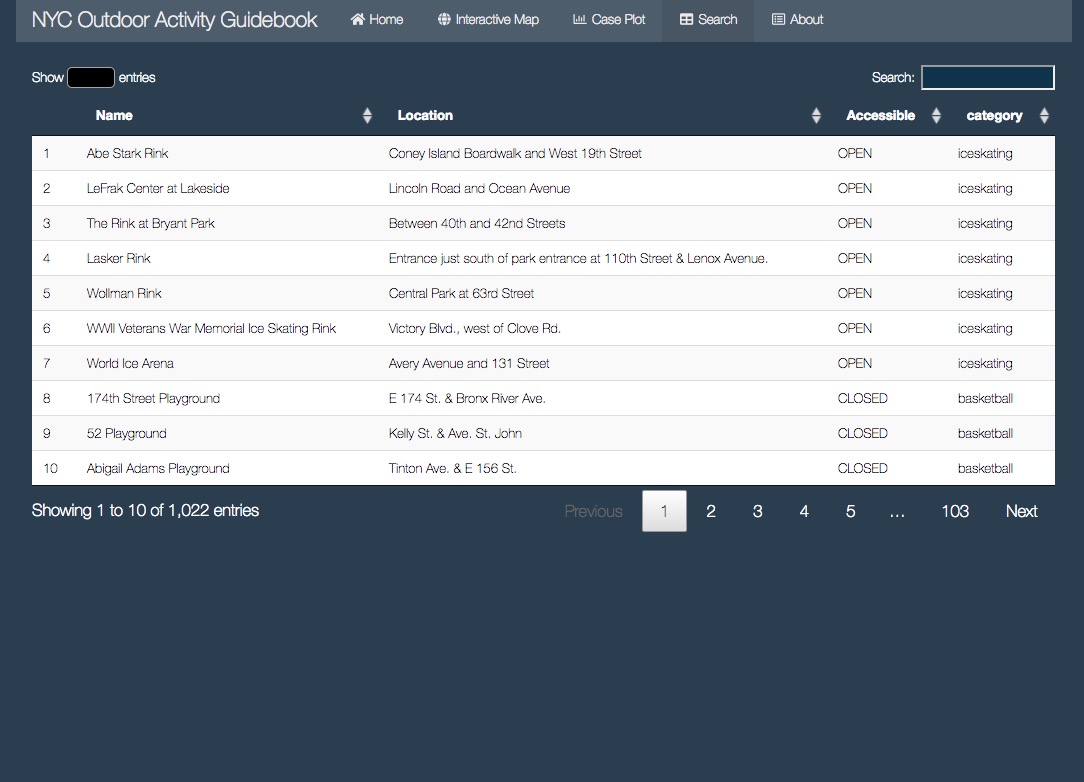 NYC Outdoor Activity Guidebook Home Interactive Map Case Plot Search About
Show entries Search:
Name Location Accessible category
1 Abe Stark Rink Coney Island Boardwalk and West 19th Street OPEN iceskating
2 LeFrak Center at Lakeside Lincoln Road and Ocean Avenue OPEN iceskating
3 The Rink at Bryant Park Between 40th and 42nd Streets OPEN iceskating
4 Lasker Rink Entrance just south of park entrance at 110th Street & Lenox Avenue. OPEN iceskating
5 Wollman Rink Central Park at 63rd Street OPEN iceskating
6 WWII Veterans War Memorial Ice Skating Rink Victory Blvd., west of Clove Rd. OPEN iceskating
7 World Ice Arena Avery Avenue and 131 Street OPEN iceskating
8 174th Street Playground E 174 St. & Bronx River Ave. CLOSED basketball
9 52 Playground Kelly St. & Ave. St. John CLOSED basketball
10 Abigail Adams Playground Tinton Ave. & E 156 St. CLOSED basketball
Showing 1 to 10 of 1,022 entries Previous 1 2 3 4 5 … 103 Next